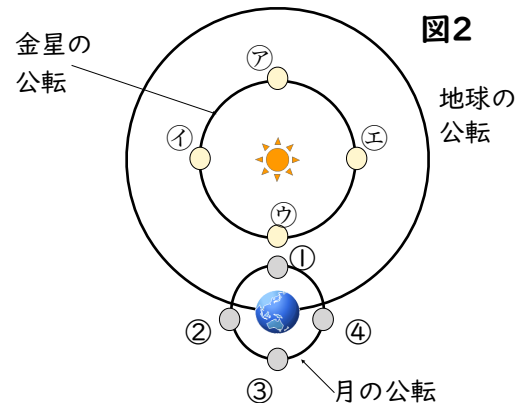 図2
金星の
公転
㋐
地球の
公転
㋑
㋓
㋒
①
②
④
③
月の公転